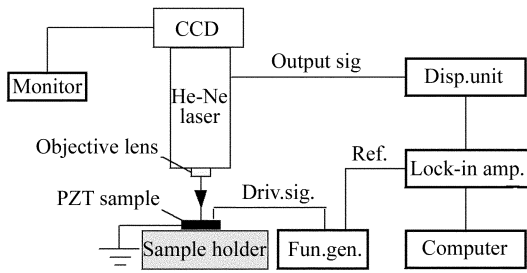 CCD
Output sig
Monitor
Disp.unit
He-Ne
laser
Objective lens
Ref.
Lock-in amp.
PZT sample
Driv.sig.
Sample holder
Fun.gen.
Computer